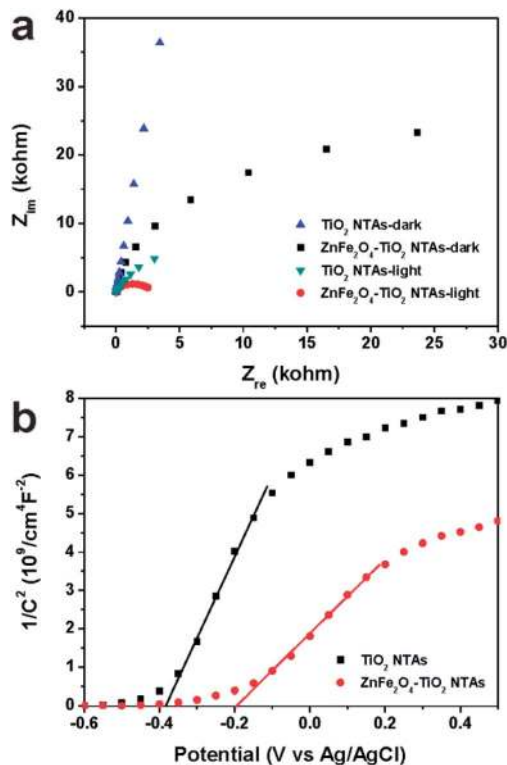 a
40
30
20
10
0
Z_Im (kohm)
TiO₂ NTAs-dark
ZnFe₂O₄-TiO₂ NTAs-dark
TiO₂ NTAs-light
ZnFe₂O₄-TiO₂ NTAs-light
0 5 10 15 20 25 30
Z_re (kohm)
b
8
7
6
5
4
3
2
1
0
1/C² (10⁹/cm⁴F⁻²)
TiO₂ NTAs
ZnFe₂O₄-TiO₂ NTAs
-0.6 -0.4 -0.2 0.0 0.2 0.4
Potential (V vs Ag/AgCl)